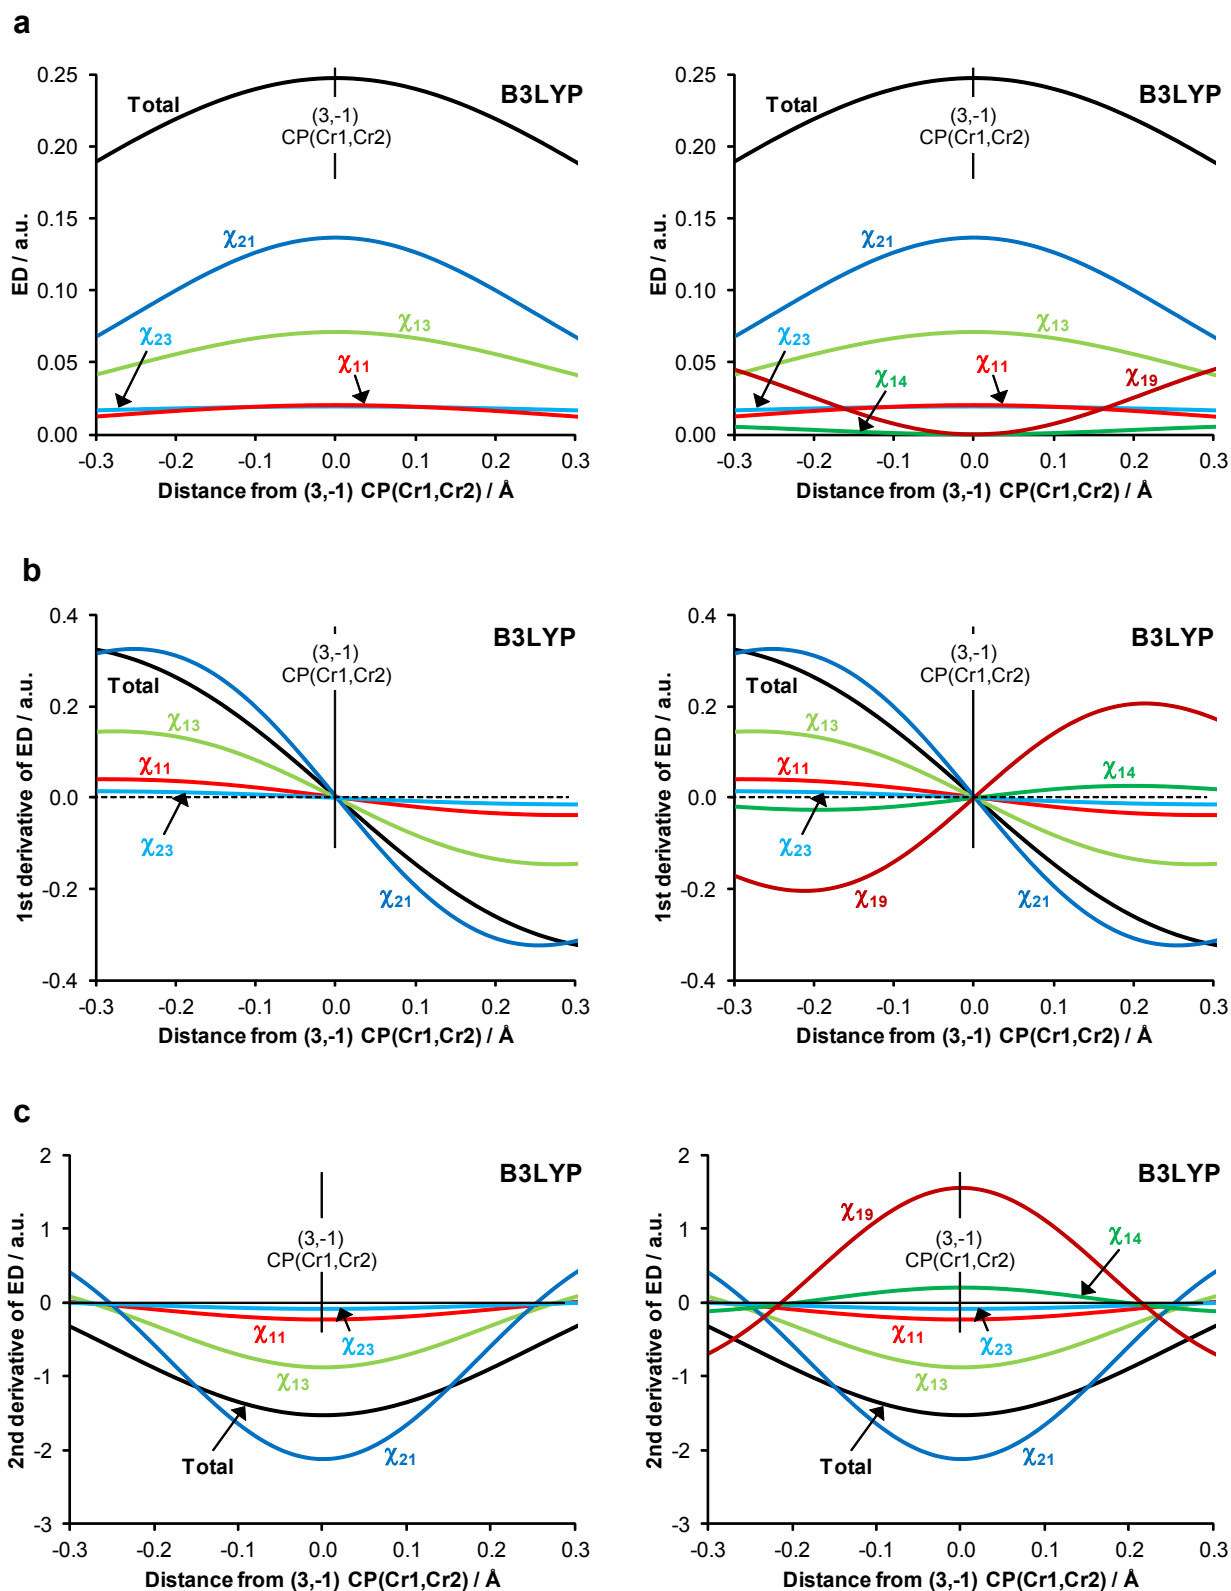 a
0.25
0.20
0.15
0.10
0.05
0.00
-0.3 -0.2 -0.1 0.0 0.1 0.2 0.3
ED / a.u.
Distance from (3,-1) CP(Cr1,Cr2) / Å
B3LYP
Total
(3,-1)
CP(Cr1,Cr2)
χ21
χ13
χ23
χ11
0.25
0.20
0.15
0.10
0.05
0.00
-0.3 -0.2 -0.1 0.0 0.1 0.2 0.3
ED / a.u.
Distance from (3,-1) CP(Cr1,Cr2) / Å
B3LYP
Total
(3,-1)
CP(Cr1,Cr2)
χ21
χ13
χ23
χ14
χ11
χ19
b
0.4
0.2
0.0
-0.2
-0.4
-0.3 -0.2 -0.1 0.0 0.1 0.2 0.3
1st derivative of ED / a.u.
Distance from (3,-1) CP(Cr1,Cr2) / Å
B3LYP
(3,-1)
CP(Cr1,Cr2)
Total
χ13
χ11
χ23
χ21
0.4
0.2
0.0
-0.2
-0.4
-0.3 -0.2 -0.1 0.0 0.1 0.2 0.3
1st derivative of ED / a.u.
Distance from (3,-1) CP(Cr1,Cr2) / Å
B3LYP
(3,-1)
CP(Cr1,Cr2)
Total
χ13
χ11
χ14
χ23
χ19
χ21
c
2
1
0
-1
-2
-3
-0.3 -0.2 -0.1 0.0 0.1 0.2 0.3
2nd derivative of ED / a.u.
Distance from (3,-1) CP(Cr1,Cr2) / Å
B3LYP
(3,-1)
CP(Cr1,Cr2)
χ11
χ23
χ13
Total
χ21
2
1
0
-1
-2
-3
-0.3 -0.2 -0.1 0.0 0.1 0.2 0.3
2nd derivative of ED / a.u.
Distance from (3,-1) CP(Cr1,Cr2) / Å
B3LYP
χ19
(3,-1)
CP(Cr1,Cr2)
χ14
χ11
χ23
χ13
Total
χ21